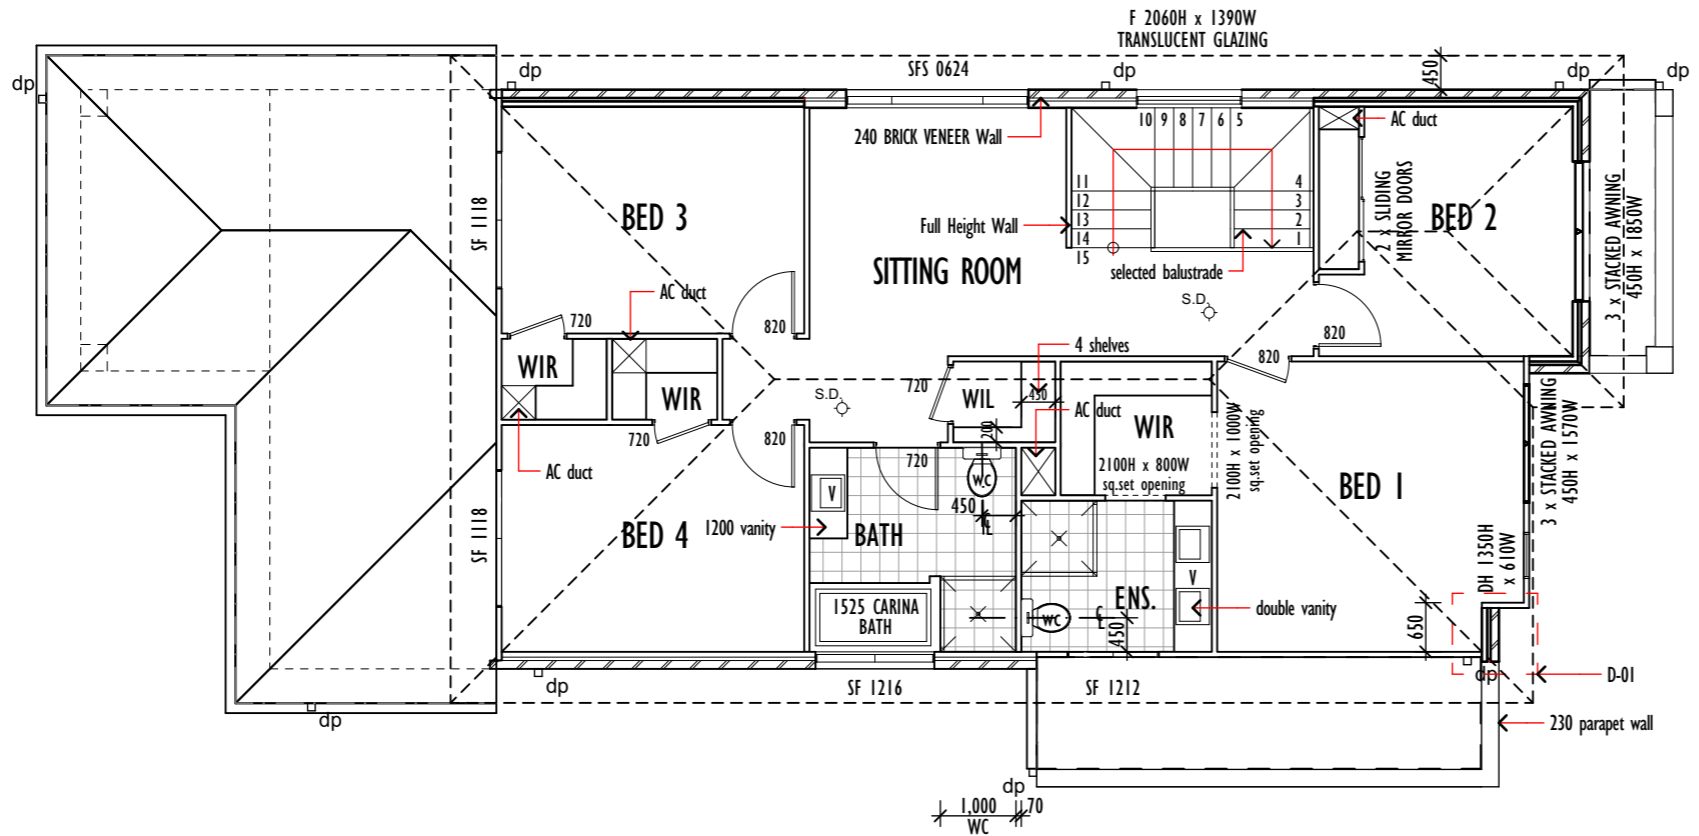 F 2060H x 1390W
TRANSLUCENT GLAZING
SFS 0624
450
dp
dp
dp
dp
dp
240 BRICK VENEER Wall
10 9 8 7 6 5
AC duct
SF 1118
BED 3
Full Height Wall
11
12
13
14
15
4
3
2
1
2 x SLIDING
MIRROR DOORS
BED 2
3 x STACKED AWNING
450H x 1850W
SITTING ROOM
selected balustrade
S.D.
AC duct
720
820
820
4 shelves
820
WIR
WIR
720
WIL
450
AC duct
WIR
2100H x 1000W
sq.set opening
3 x STACKED AWNING
450H x 1570W
S.D.
200
720
820
720
AC duct
2100H x 800W
sq.set opening
BED 1
V
WC
450
CL
SF 1118
BED 4
1200 vanity
BATH
DH 1350H
x 610W
V
1525 CARINA
BATH
WC
ENS.
CL
450
double vanity
650
dp
SF 1216
SF 1212
dp
D-01
dp
230 parapet wall
dp
1,000
WC
70